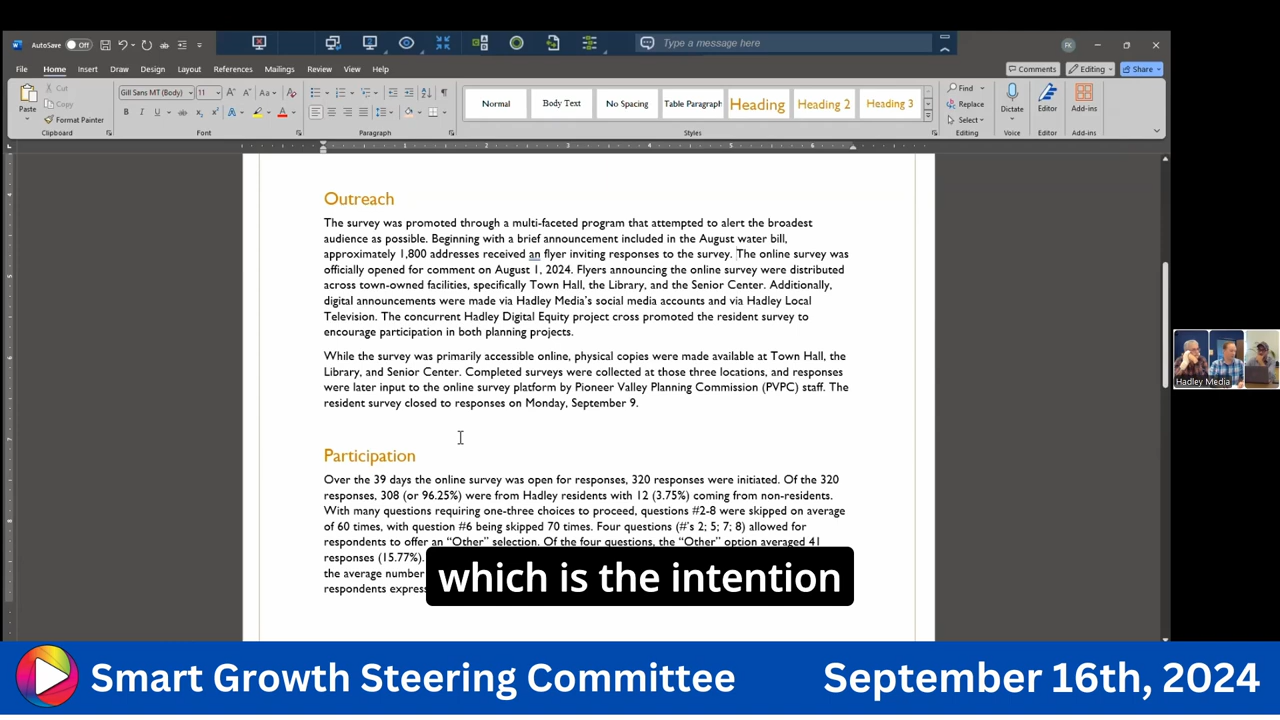 AutoSave Off
Type a message here
FK
File Home Insert Draw Design Layout References Mailings Review View Help
Comments Editing Share
Paste Cut Copy Format Painter
Gill Sans MT (Body) 11
Normal Body Text No Spacing Table Paragraph Heading Heading 2 Heading 3
Find Replace Select
Dictate Editor Add-ins
Clipboard Font Paragraph Styles Editing Voice Editor Add-ins
1 2 3 4 5 6
Outreach
The survey was promoted through a multi-faceted program that attempted to alert the broadest
audience as possible. Beginning with a brief announcement included in the August water bill,
approximately 1,800 addresses received an flyer inviting responses to the survey. The online survey was
officially opened for comment on August 1, 2024. Flyers announcing the online survey were distributed
across town-owned facilities, specifically Town Hall, the Library, and the Senior Center. Additionally,
digital announcements were made via Hadley Media's social media accounts and via Hadley Local
Television. The concurrent Hadley Digital Equity project cross promoted the resident survey to
encourage participation in both planning projects.
While the survey was primarily accessible online, physical copies were made available at Town Hall, the
Library, and Senior Center. Completed surveys were collected at those three locations, and responses
were later input to the online survey platform by Pioneer Valley Planning Commission (PVPC) staff. The
resident survey closed to responses on Monday, September 9.
Hadley Media
Participation
Over the 39 days the online survey was open for responses, 320 responses were initiated. Of the 320
responses, 308 (or 96.25%) were from Hadley residents with 12 (3.75%) coming from non-residents.
With many questions requiring one-three choices to proceed, questions #2-8 were skipped on average
of 60 times, with question #6 being skipped 70 times. Four questions (#'s 2; 5; 7; 8) allowed for
respondents to offer an "Other" selection. Of the four questions, the "Other" option averaged 41
responses (15.77%).
the average number
respondents
which is the intention
Smart Growth Steering Committee September 16th, 2024